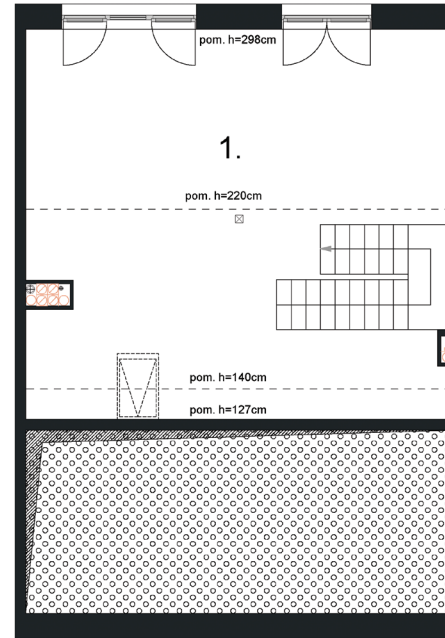 pom. h=298cm
1.
pom. h=220cm
pom. h=140cm
pom. h=127cm